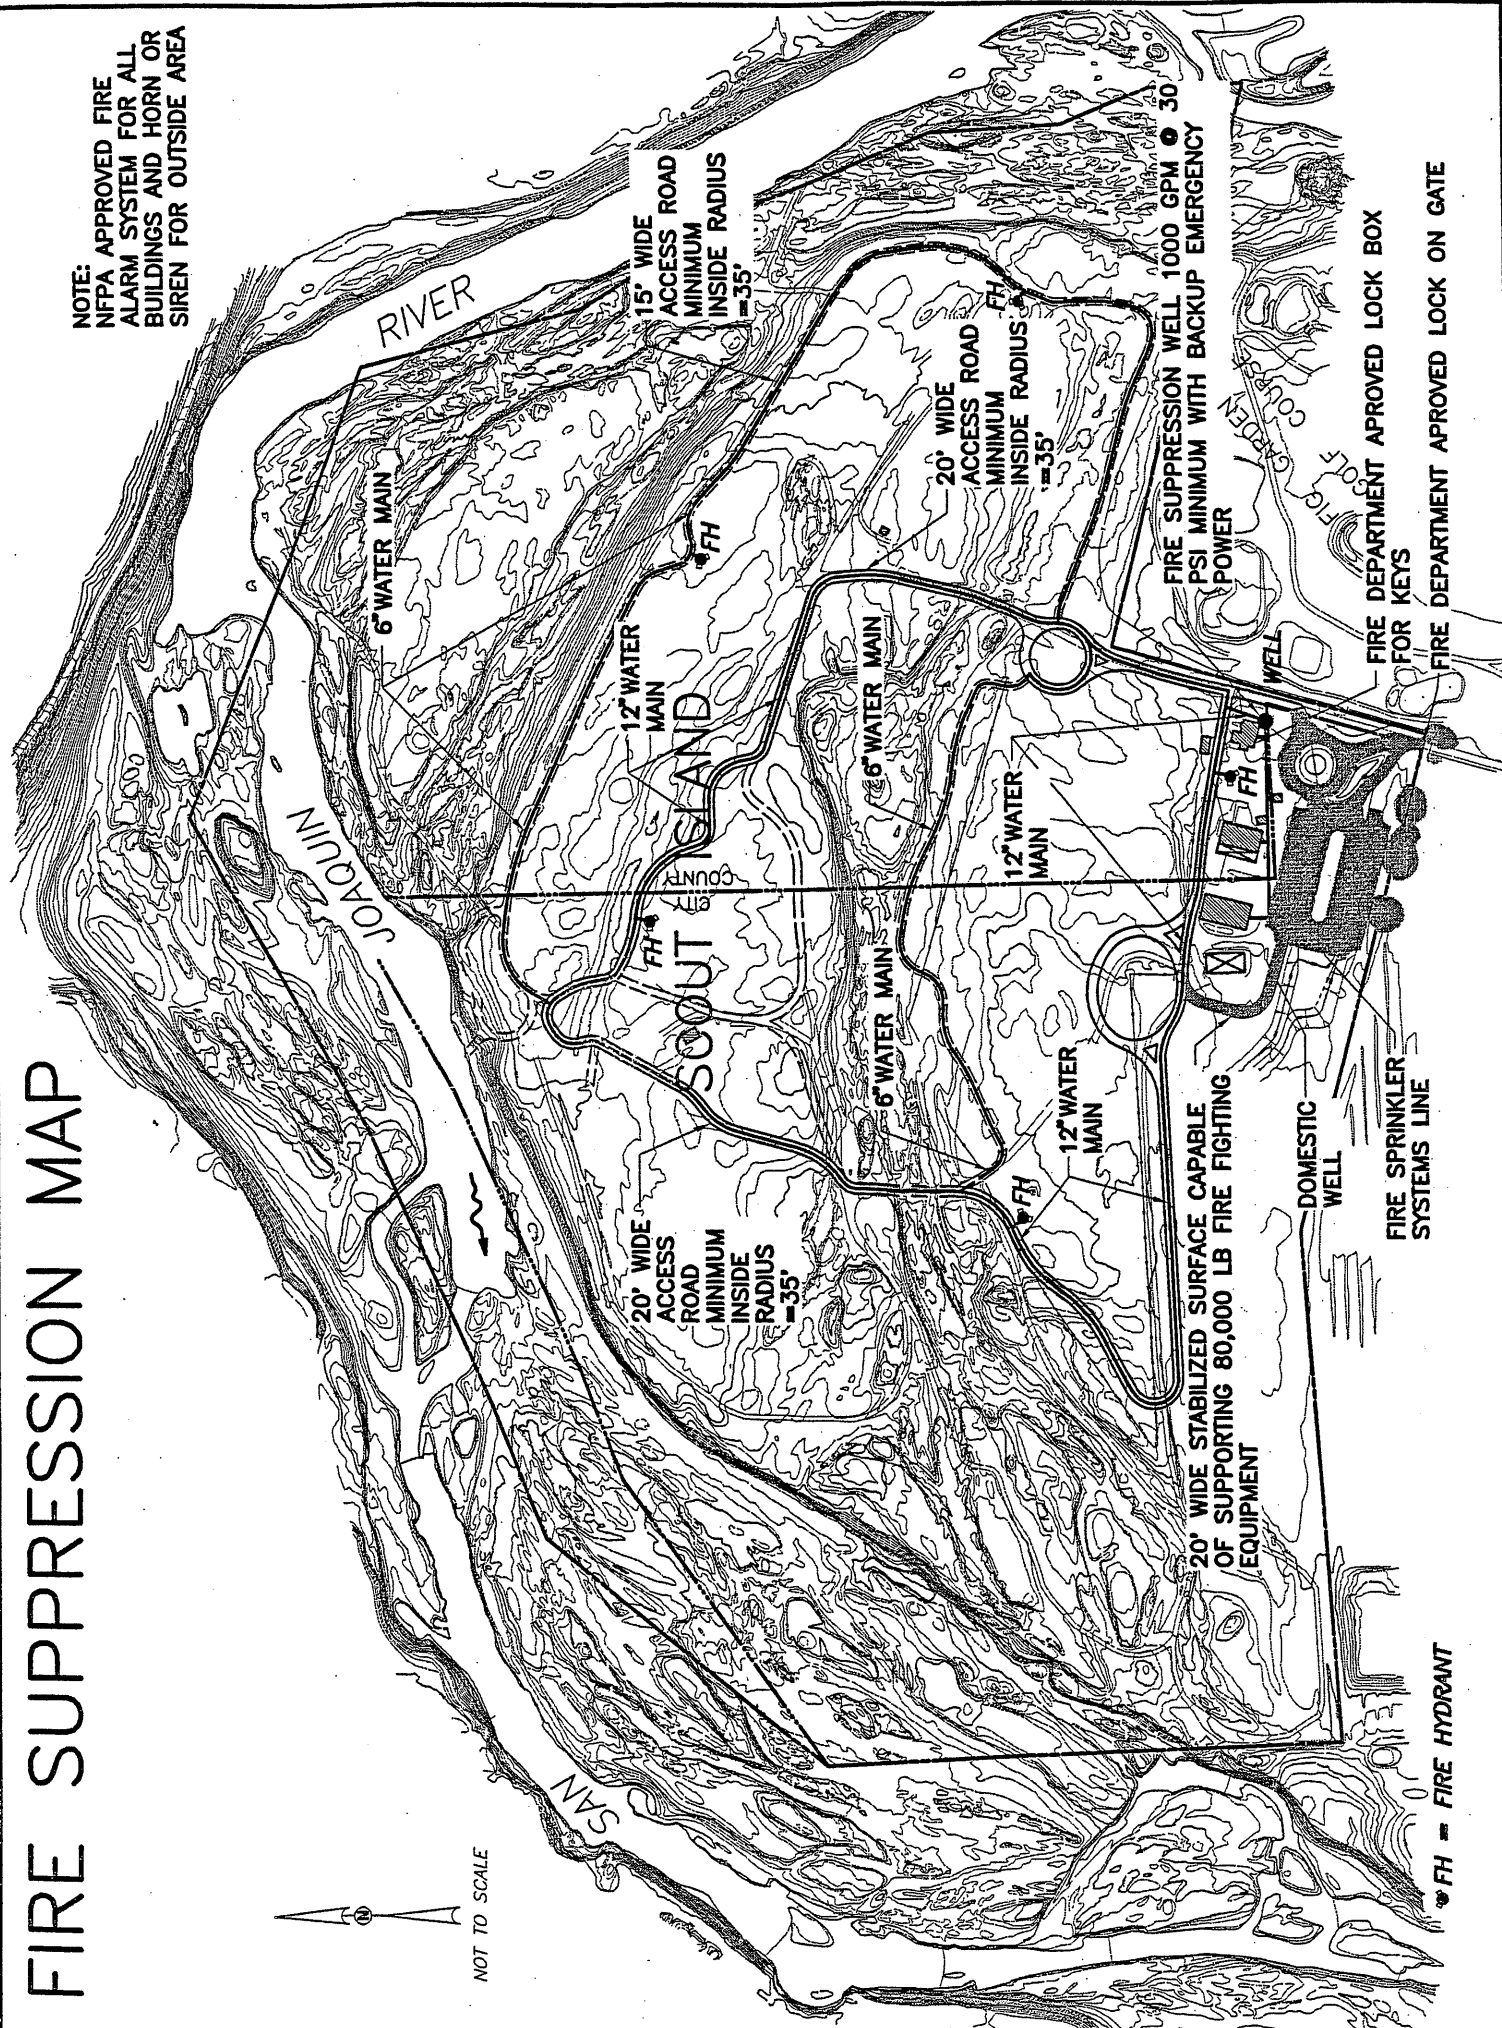 FIRE SUPPRESSION MAP
NOTE:
NFPA APPROVED FIRE
ALARM SYSTEM FOR ALL
BUILDINGS AND HORN OR
SIREN FOR OUTSIDE AREA
N
NOT TO SCALE
SAN
JOAQUIN
RIVER
6" WATER MAIN
15' WIDE
ACCESS ROAD
MINIMUM
INSIDE RADIUS
=35'
FH
12" WATER
MAIN
SCOUT ISLAND
FH
CITY
COUNTY
20' WIDE
ACCESS
ROAD
MINIMUM
INSIDE
RADIUS
=35'
6" WATER MAIN
6" WATER MAIN
20' WIDE
ACCESS ROAD
MINIMUM
INSIDE RADIUS
=35'
FH
12" WATER
MAIN
FH
12" WATER
MAIN
FIRE SUPPRESSION WELL 1000 GPM @ 30
PSI MINIMUM WITH BACKUP EMERGENCY
POWER
20' WIDE STABILIZED SURFACE CAPABLE
OF SUPPORTING 80,000 LB FIRE FIGHTING
EQUIPMENT
FH
WELL
FIG GARDEN
GOLF COURSE
DOMESTIC
WELL
FIRE DEPARTMENT APROVED LOCK BOX
FOR KEYS
FIRE SPRINKLER
SYSTEMS LINE
FIRE DEPARTMENT APROVED LOCK ON GATE
FH = FIRE HYDRANT